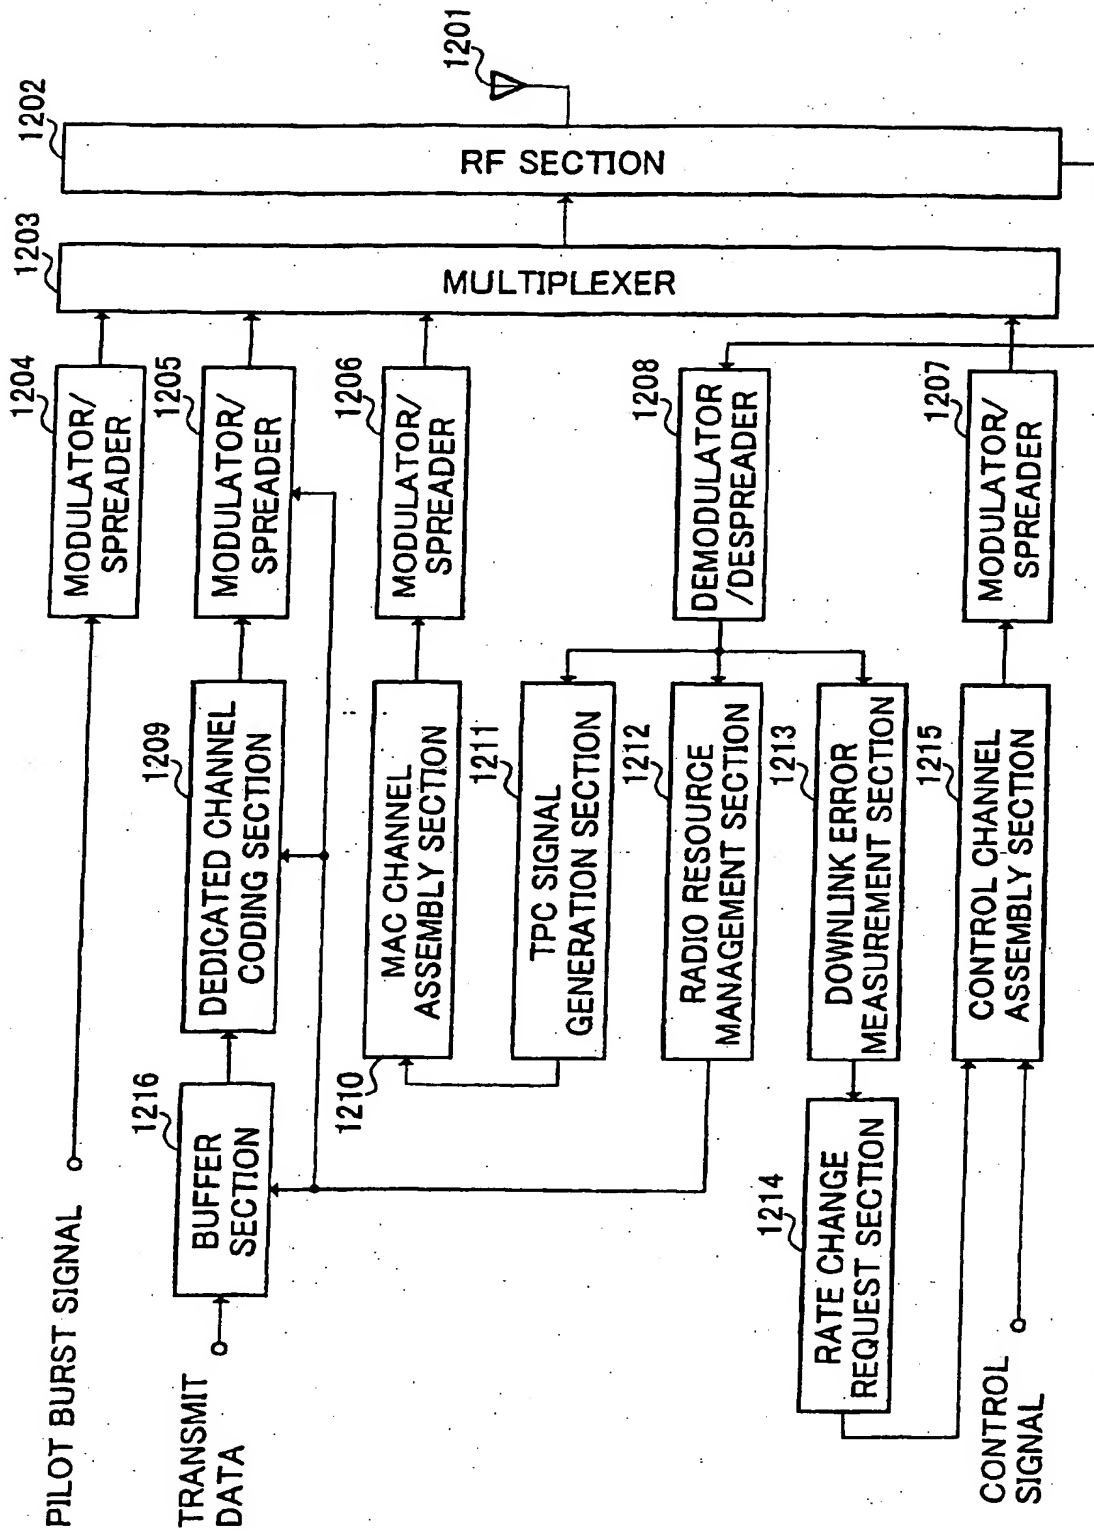 PILOT BURST SIGNAL
TRANSMIT
DATA
CONTROL
SIGNAL
1216
BUFFER
SECTION
1214
RATE CHANGE
REQUEST SECTION
1209
DEDICATED CHANNEL
CODING SECTION
1210
MAC CHANNEL
ASSEMBLY SECTION
1211
TPC SIGNAL
GENERATION SECTION
1212
RADIO RESOURCE
MANAGEMENT SECTION
1213
DOWNLINK ERROR
MEASUREMENT SECTION
1215
CONTROL CHANNEL
ASSEMBLY SECTION
1204
MODULATOR/
SPREADER
1205
MODULATOR/
SPREADER
1206
MODULATOR/
SPREADER
1208
DEMODULATOR
/DESPREADER
1207
MODULATOR/
SPREADER
1203
MULTIPLEXER
1202
RF SECTION
1201